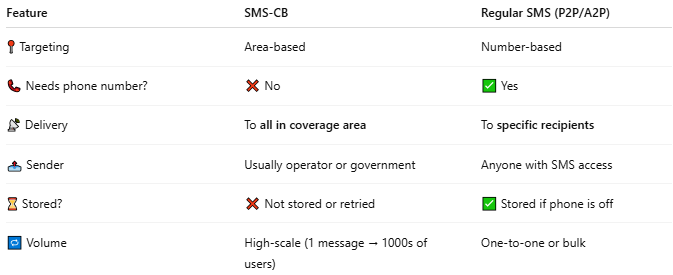 Feature SMS-CB Regular SMS (P2P/A2P)
📍 Targeting Area-based Number-based
📞 Needs phone number? ❌ No ✅ Yes
📡 Delivery To all in coverage area To specific recipients
📤 Sender Usually operator or government Anyone with SMS access
⏳ Stored? ❌ Not stored or retried ✅ Stored if phone is off
🔁 Volume High-scale (1 message → 1000s of One-to-one or bulk
users)